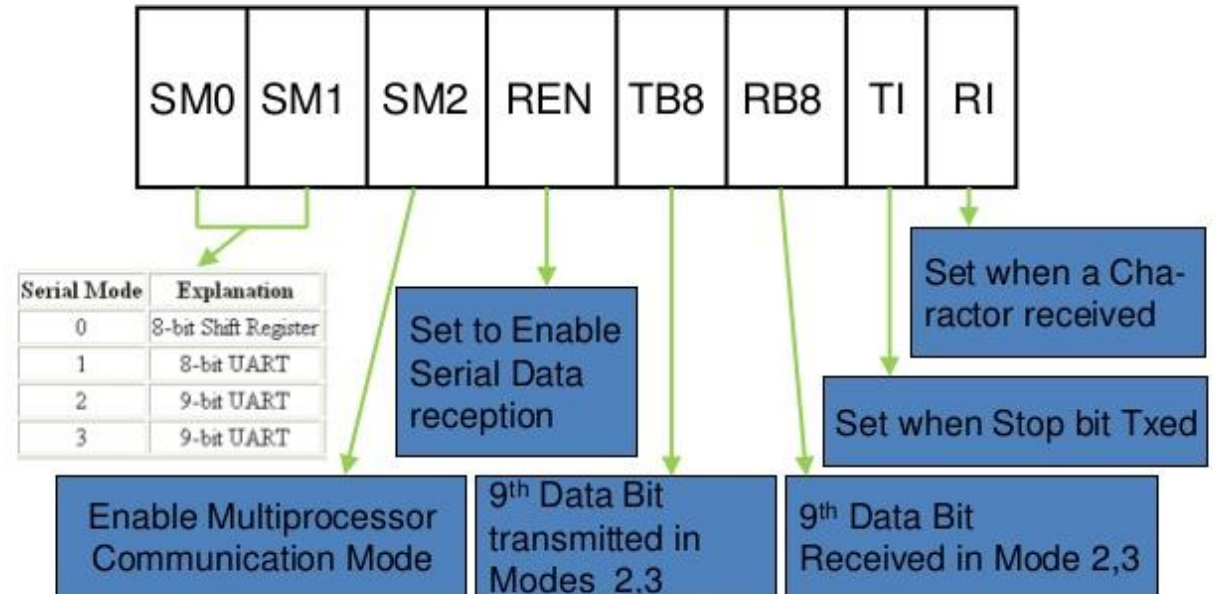 SM0 SM1 SM2 REN TB8 RB8 TI RI
Serial Mode Explanation
0 8-bit Shift Register
1 8-bit UART
2 9-bit UART
3 9-bit UART
Set to Enable
Serial Data
reception
Set when a Cha-
ractor received
Set when Stop bit Txed
Enable Multiprocessor
Communication Mode
9th Data Bit
transmitted in
Modes 2,3
9th Data Bit
Received in Mode 2,3